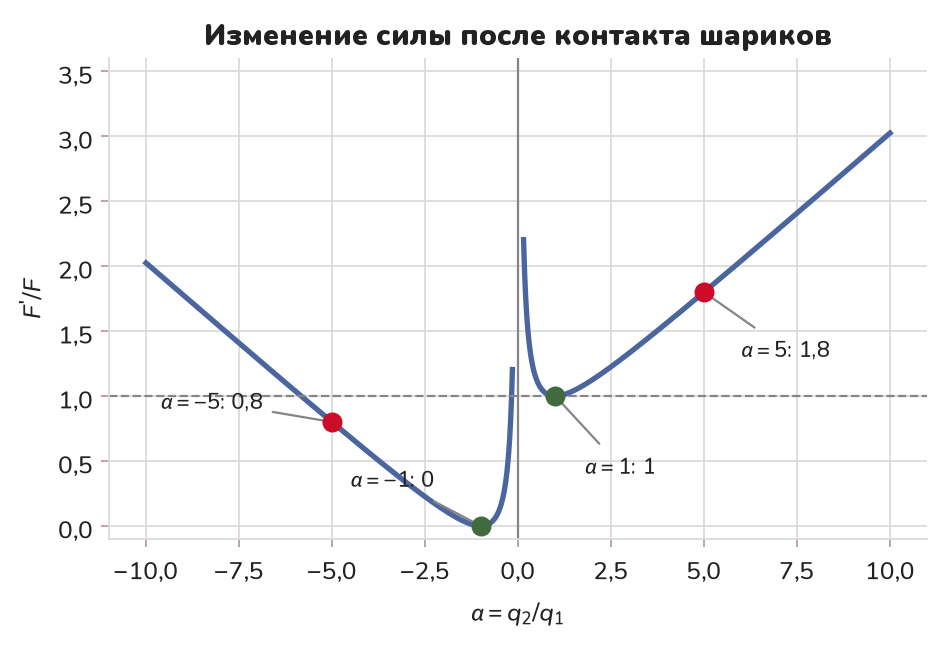 Изменение силы после контакта шариков
3,5
3,0
2,5
2,0
1,5
1,0
0,5
0,0
F'/F
α = −5: 0,8
α = −1: 0
α = 5: 1,8
α = 1: 1
−10,0 −7,5 −5,0 −2,5 0,0 2,5 5,0 7,5 10,0
α = q₂/q₁